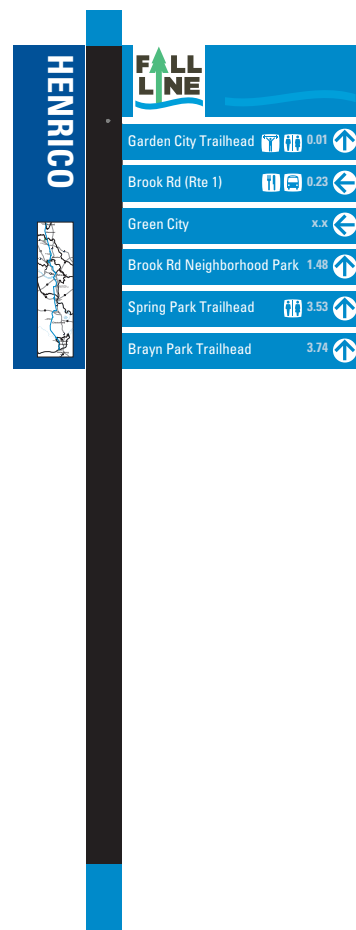 HENRICO
FALL
LINE
Garden City Trailhead 0.01
Brook Rd (Rte 1) 0.23
Green City x.x
Brook Rd Neighborhood Park 1.48
Spring Park Trailhead 3.53
Brayn Park Trailhead 3.74